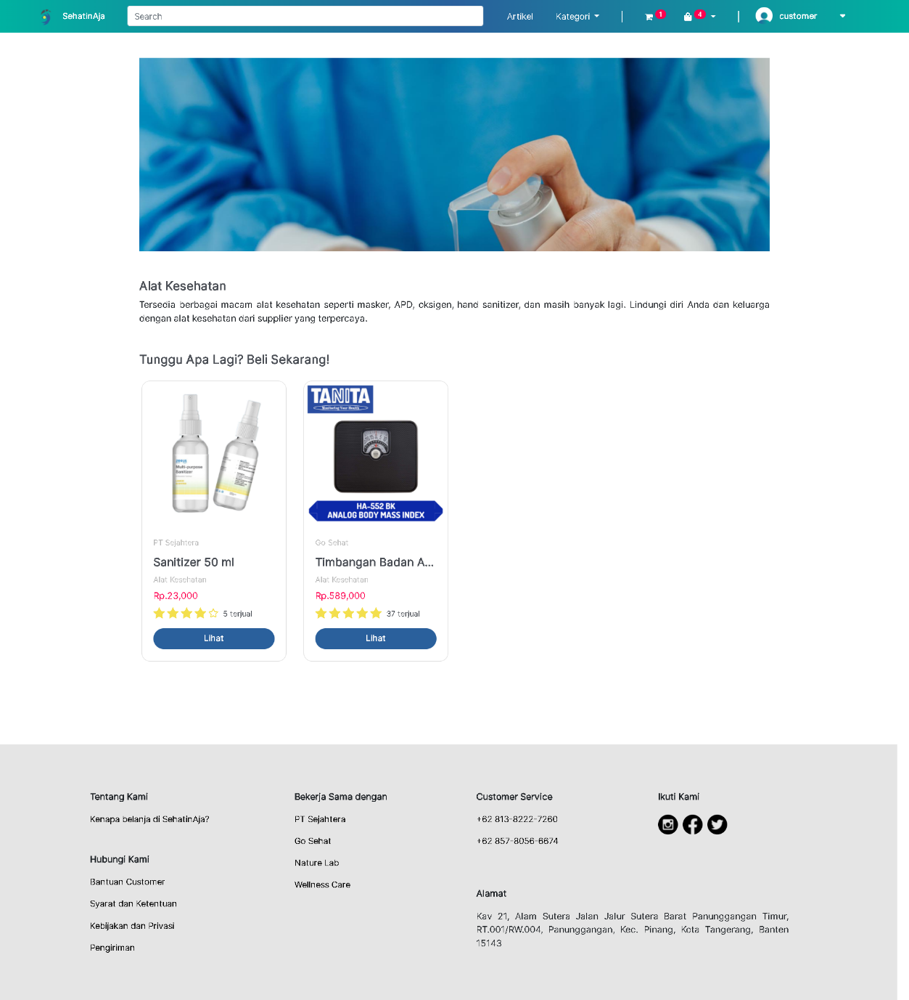 SehatinAja
Search
Artikel
Kategori
1
4
customer
Alat Kesehatan
Tersedia berbagai macam alat kesehatan seperti masker, APD, oksigen, hand sanitizer, dan masih banyak lagi. Lindungi diri Anda dan keluarga
dengan alat kesehatan dari supplier yang terpercaya.
Tunggu Apa Lagi? Beli Sekarang!
Multi-purpose
Sanitizer
PT Sejahtera
Sanitizer 50 ml
Alat Kesehatan
Rp.23,000
5 terjual
Lihat
TANITA
Monitoring Your Health
HA-552 BK
ANALOG BODY MASS INDEX
Go Sehat
Timbangan Badan A...
Alat Kesehatan
Rp.589,000
37 terjual
Lihat
Tentang Kami
Kenapa belanja di SehatinAja?
Hubungi Kami
Bantuan Customer
Syarat dan Ketentuan
Kebijakan dan Privasi
Pengiriman
Bekerja Sama dengan
PT Sejahtera
Go Sehat
Nature Lab
Wellness Care
Customer Service
+62 813-8222-7260
+62 857-8056-6674
Alamat
Kav 21, Alam Sutera Jalan Jalur Sutera Barat Panunggangan Timur,
RT.001/RW.004, Panunggangan, Kec. Pinang, Kota Tangerang, Banten
15143
Ikuti Kami